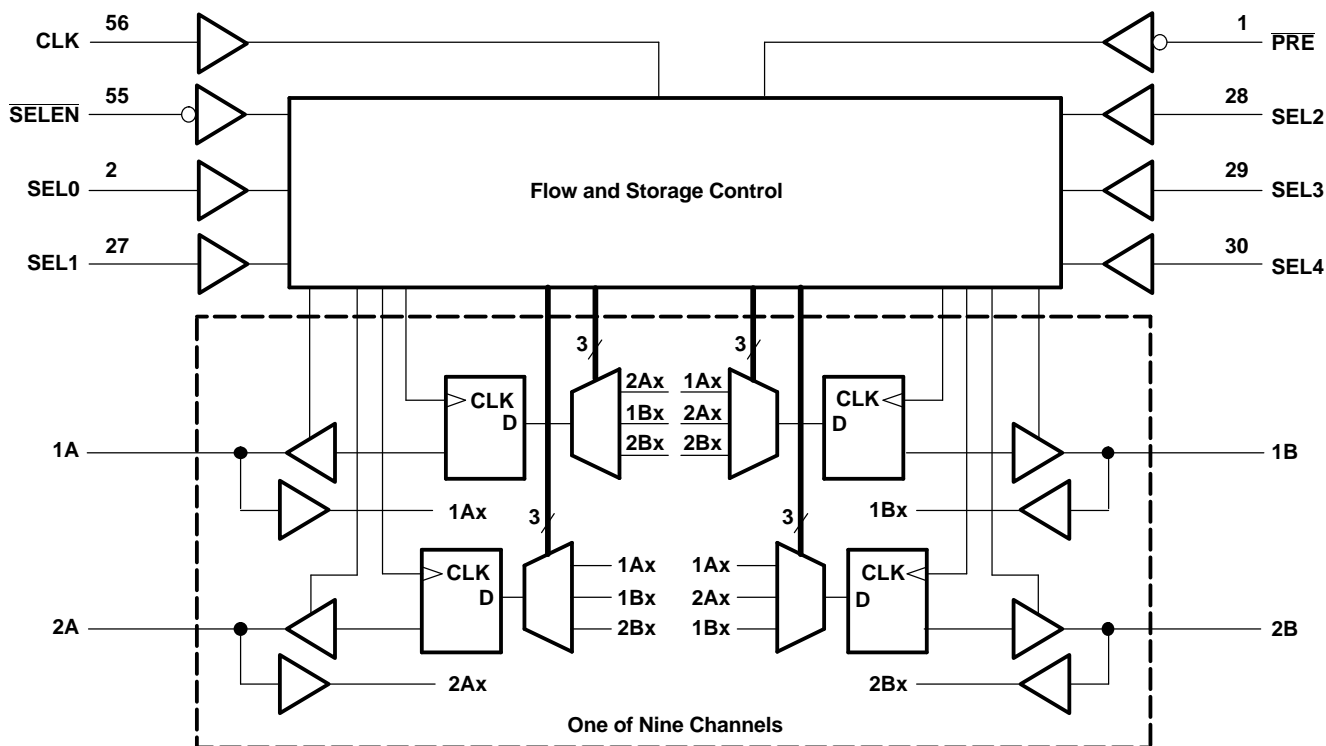 CLK 56
1 PRE
SELEN 55
28 SEL2
SEL0 2
Flow and Storage Control
29 SEL3
SEL1 27
30 SEL4
3
3
CLK
D
2Ax
1Bx
2Bx
1Ax
2Ax
2Bx
CLK
D
1A
1B
1Ax
1Bx
3
3
CLK
D
1Ax
1Bx
2Bx
1Ax
2Ax
1Bx
CLK
D
2A
2B
2Ax
2Bx
One of Nine Channels